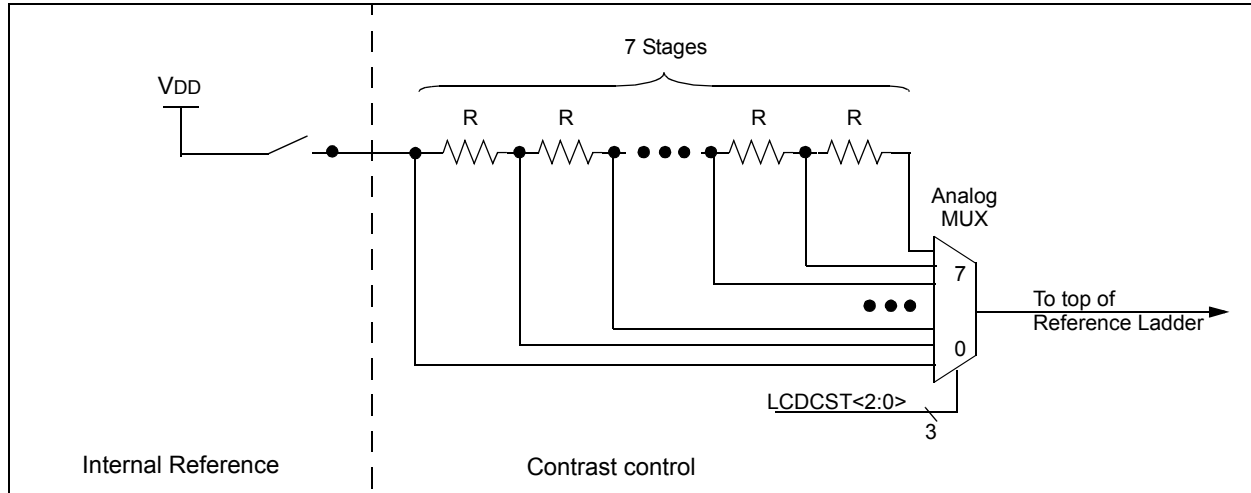 7 Stages
VDD
R
R
R
R
Analog
MUX
7
To top of
Reference Ladder
0
LCDCST<2:0>
3
Internal Reference
Contrast control